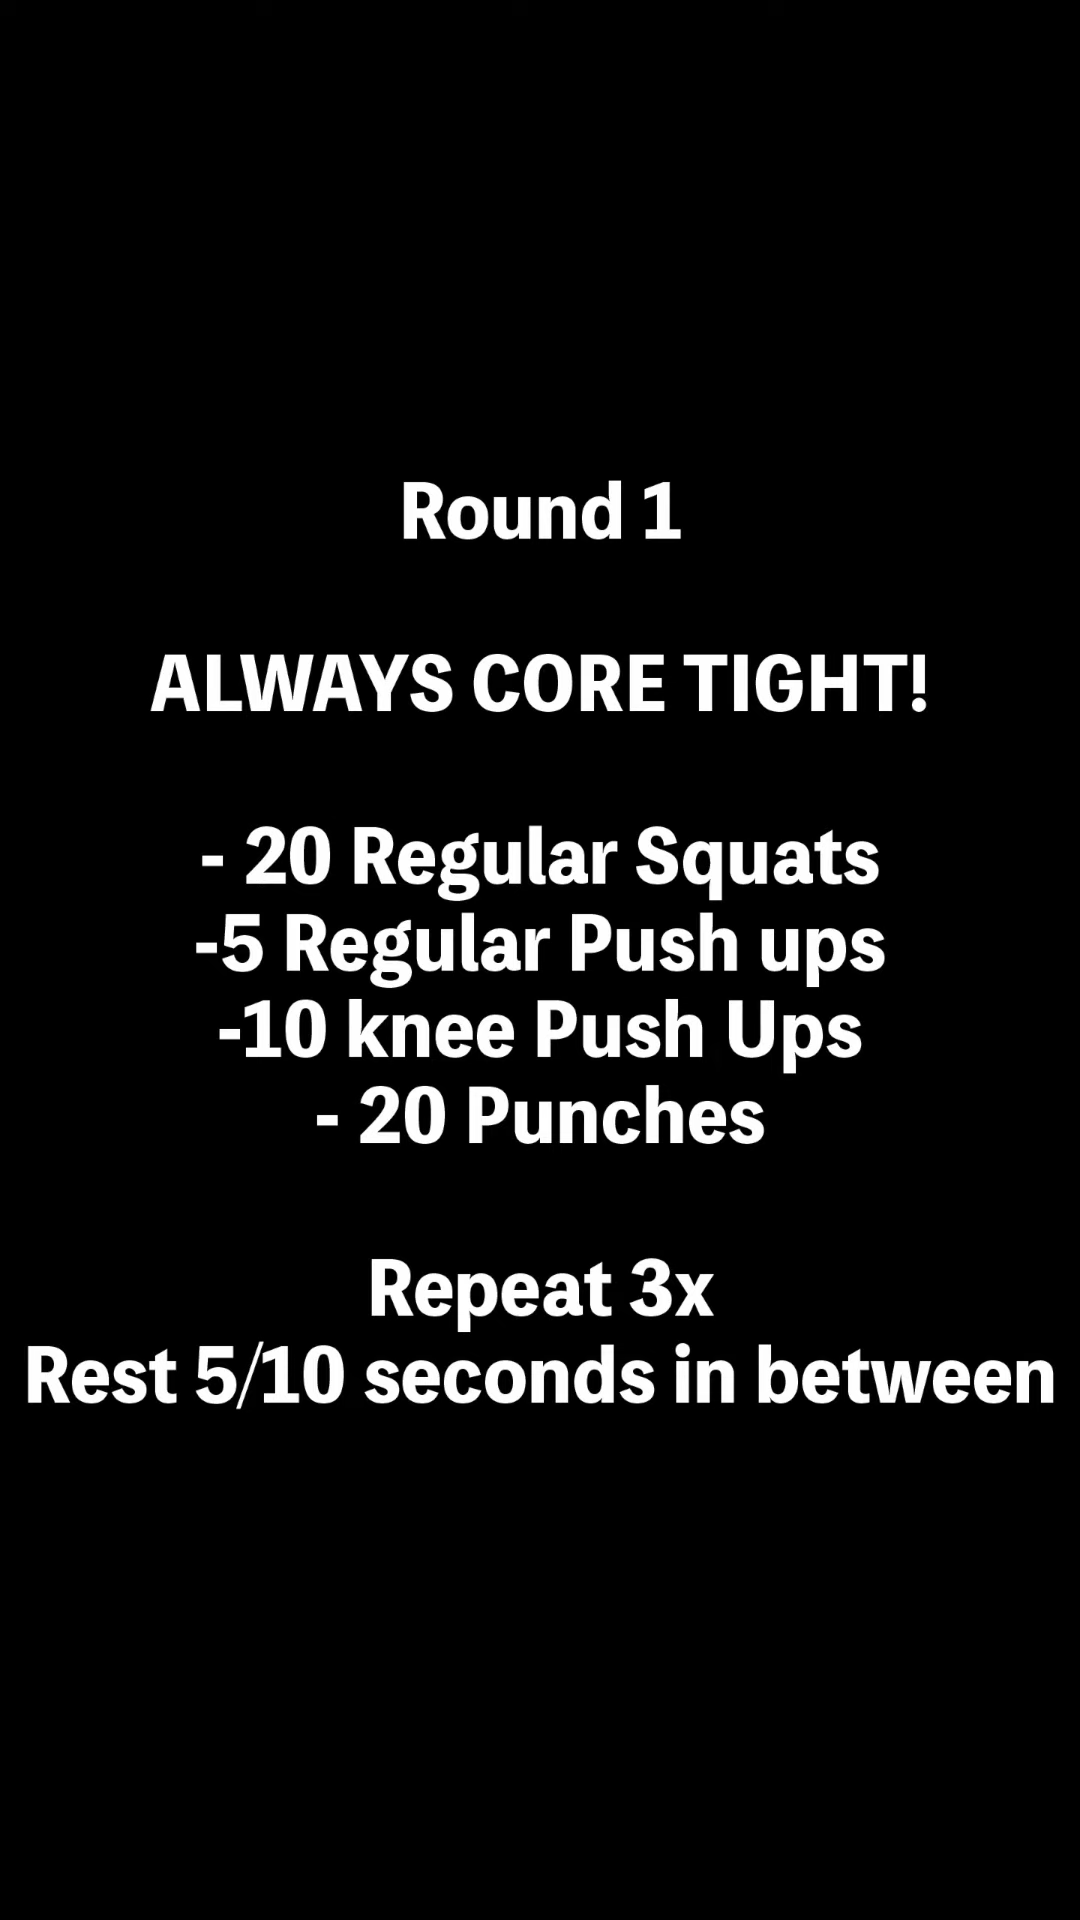 Round 1
ALWAYS CORE TIGHT!
- 20 Regular Squats
-5 Regular Push ups
-10 knee Push Ups
- 20 Punches
Repeat 3x
Rest 5/10 seconds in between